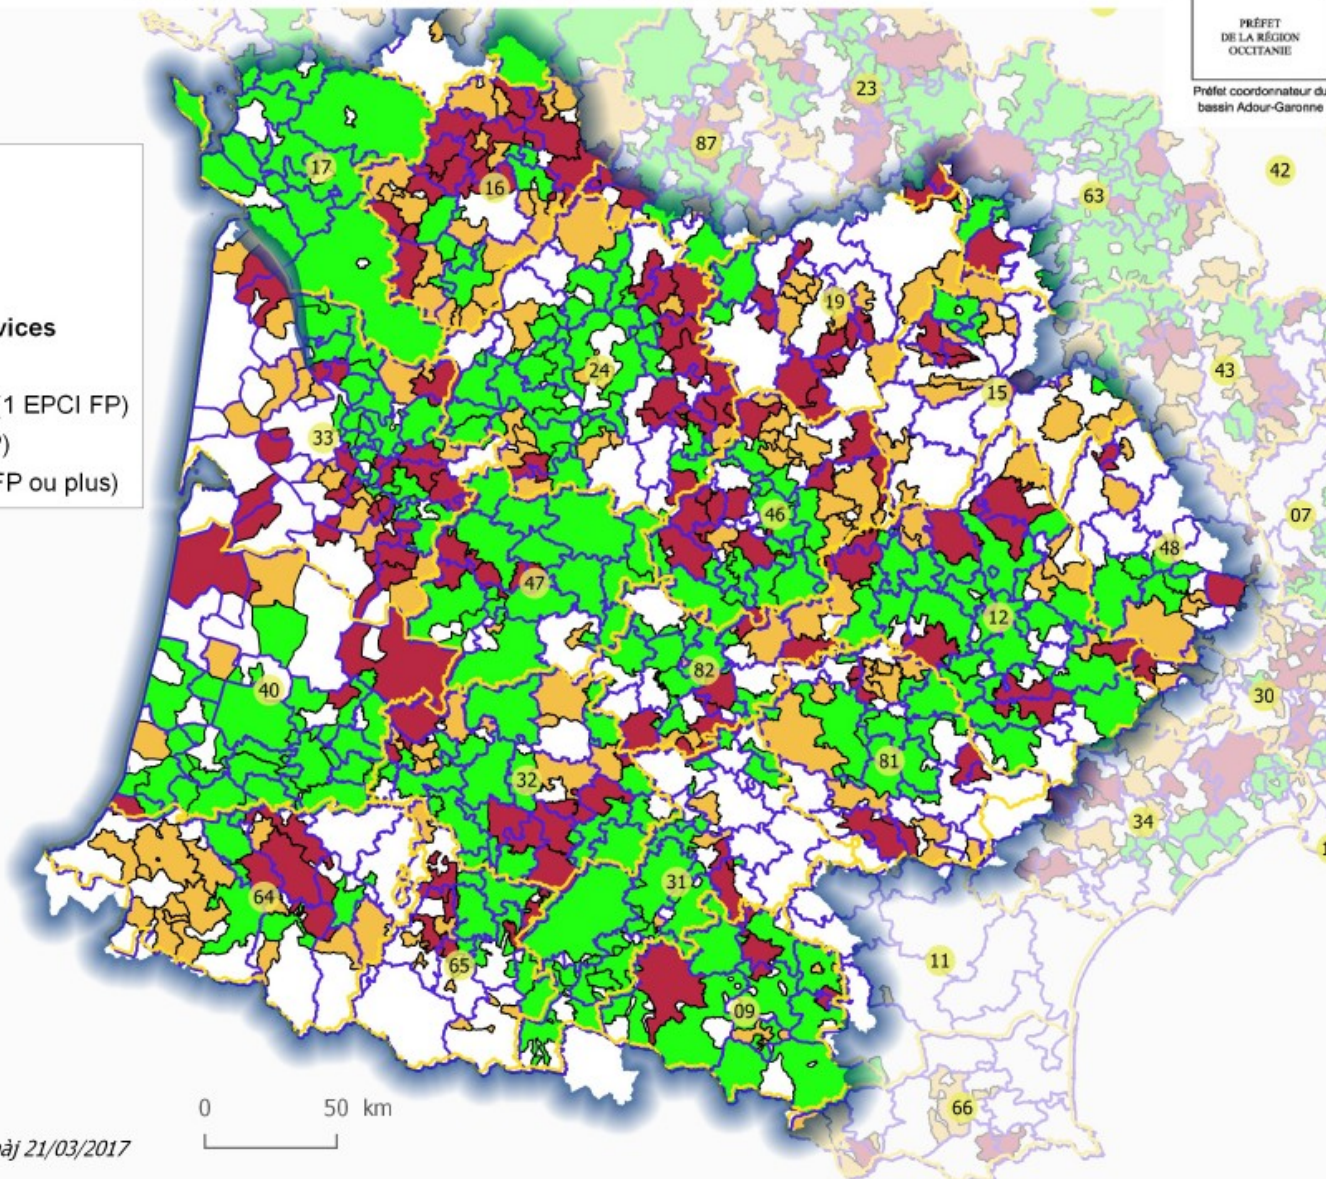 PRÉFET
DE LA RÉGION
OCCITANIE
Préfet coordonnateur du
bassin Adour-Garonne
vices
(1 EPCI FP)
P)
FP ou plus)
23
87
42
63
17
16
19
43
24
15
33
07
46
48
47
12
82
30
40
81
32
34
31
64
11
65
09
66
1
0 50 km
àj 21/03/2017